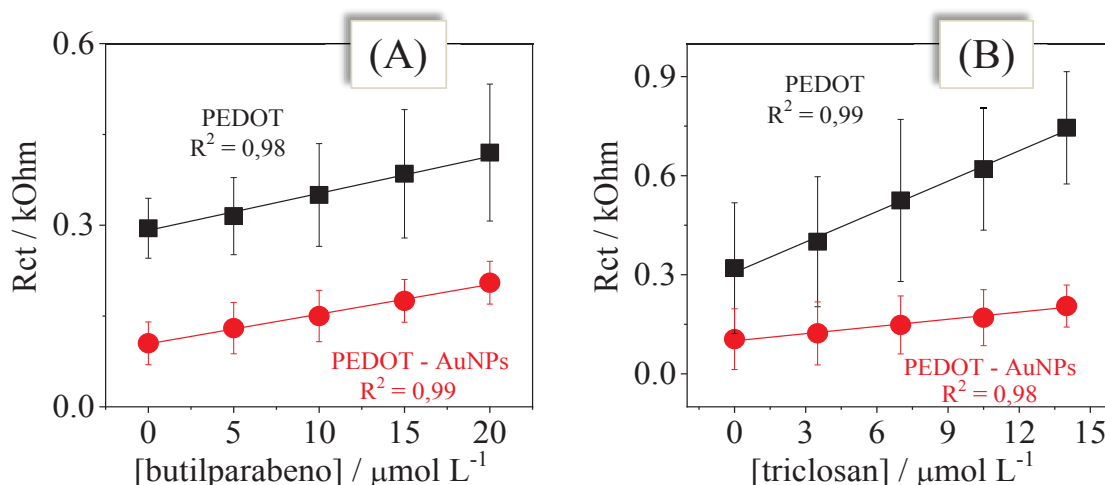 (A)
0.6
0.3
0.0
Rct / kOhm
PEDOT
R² = 0,98
PEDOT - AuNPs
R² = 0,99
0 5 10 15 20
[butilparabeno] / μmol L⁻¹
(B)
0.9
0.6
0.3
0.0
Rct / kOhm
PEDOT
R² = 0,99
PEDOT - AuNPs
R² = 0,98
0 3 6 9 12 15
[triclosan] / μmol L⁻¹